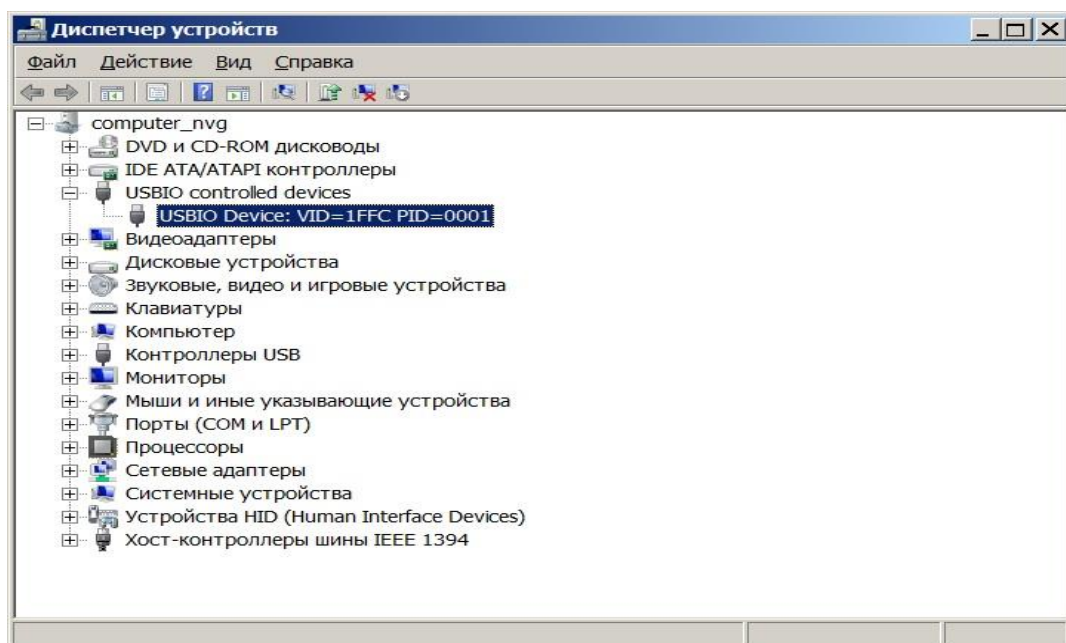 Диспетчер устройств
Файл Действие Вид Справка
computer_nvg
DVD и CD-ROM дисководы
IDE ATA/ATAPI контроллеры
USBIO controlled devices
USBIO Device: VID=1FFC PID=0001
Видеоадаптеры
Дисковые устройства
Звуковые, видео и игровые устройства
Клавиатуры
Компьютер
Контроллеры USB
Мониторы
Мыши и иные указывающие устройства
Порты (COM и LPT)
Процессоры
Сетевые адаптеры
Системные устройства
Устройства HID (Human Interface Devices)
Хост-контроллеры шины IEEE 1394